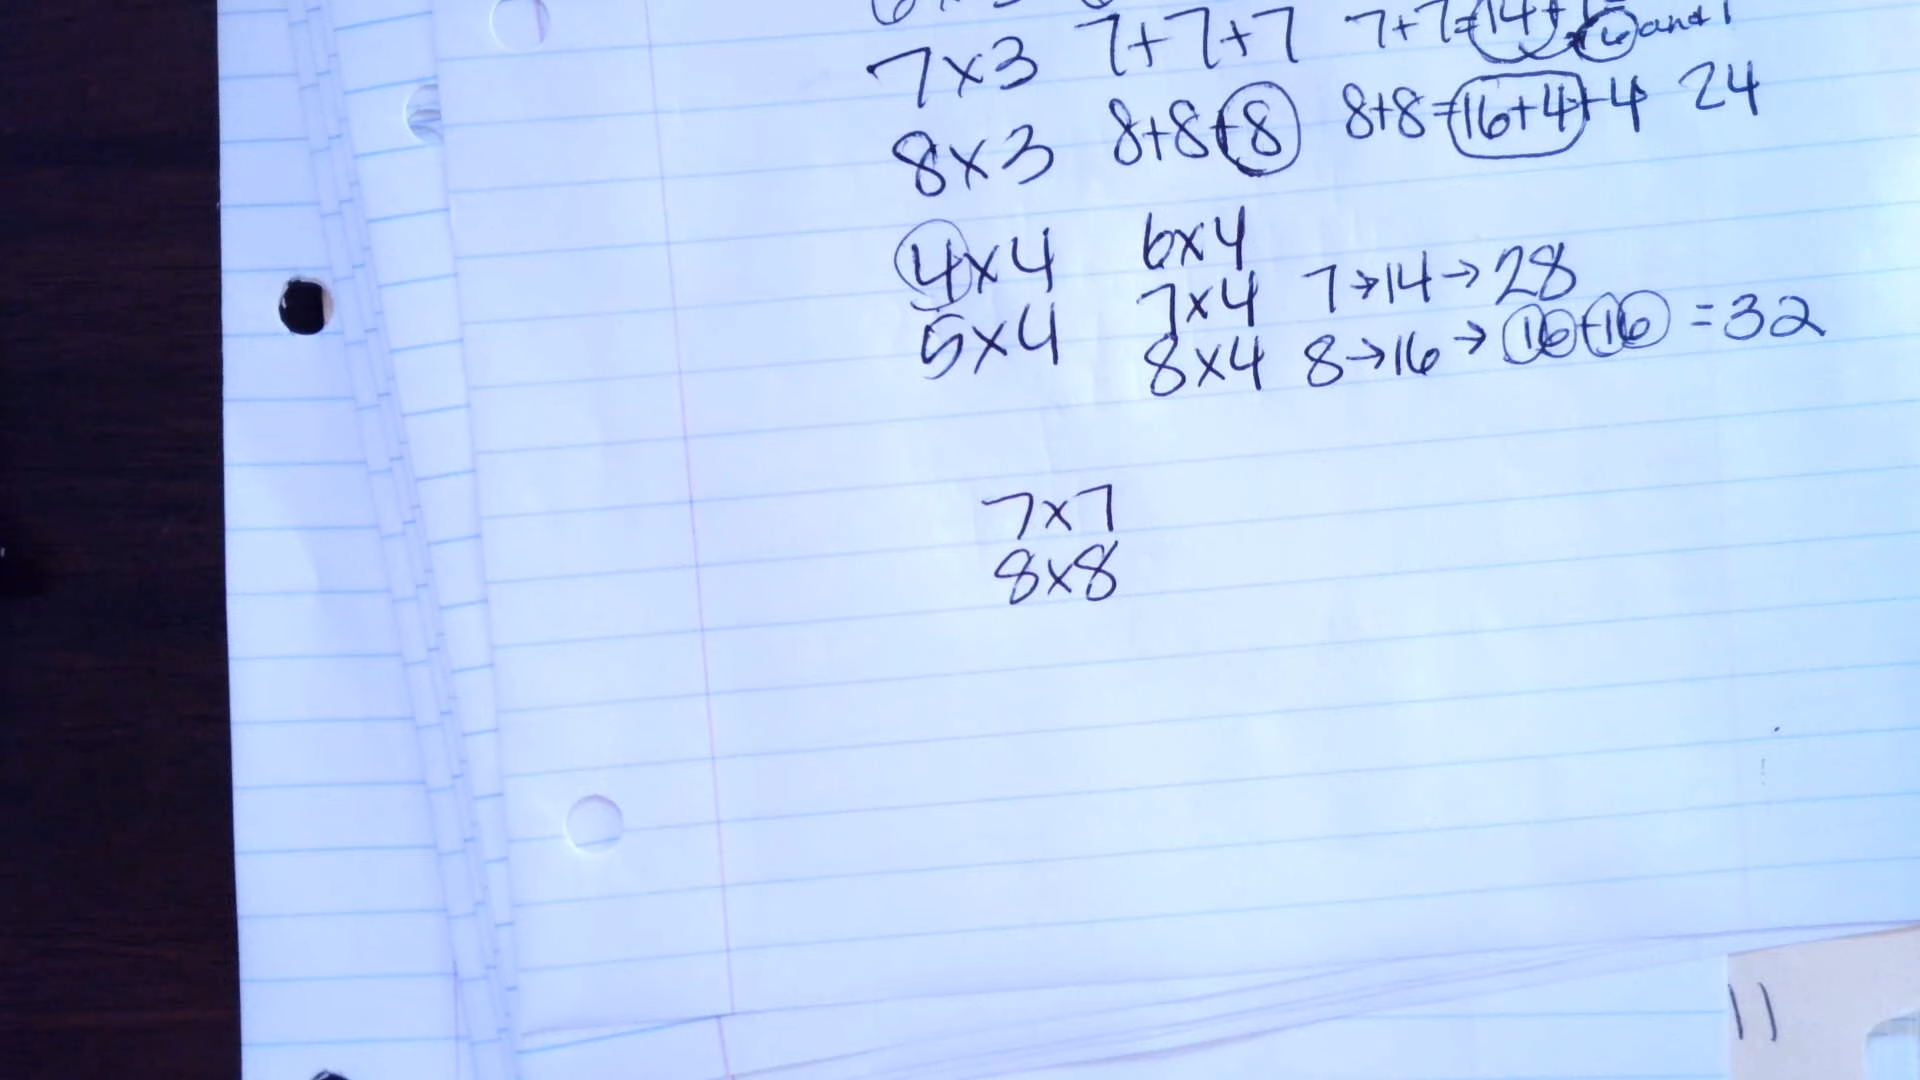 7x3 7+7+7 7+7=14+ 6 and 1
8x3 8+8+8 8+8=16+4+4 24
4x4 6x4
7x4 7→14→28
5x4
8x4 8→16→16+16 =32
7x7
8x8
11